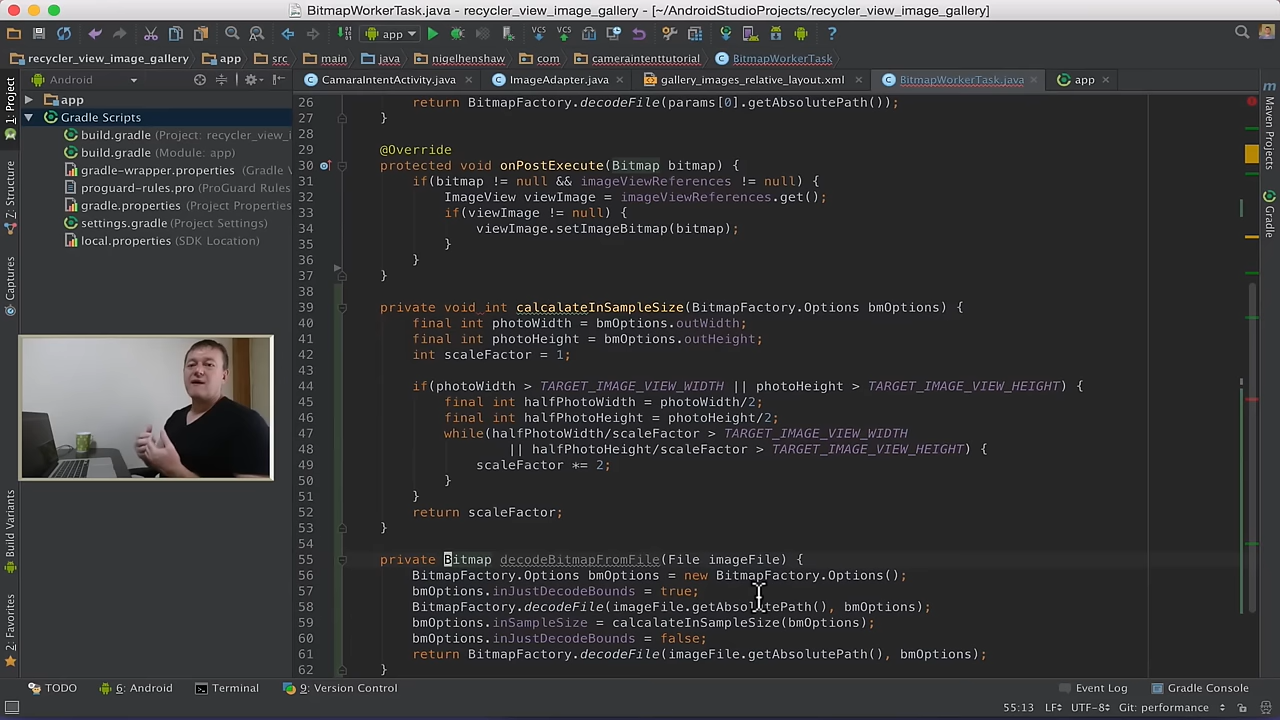 BitmapWorkerTask.java - recycler_view_image_gallery - [~/AndroidStudioProjects/recycler_view_image_gallery]
app
recycler_view_image_gallery app src main java nigelhenshaw com cameraintenttutorial BitmapWorkerTask
Android
CamaraIntentActivity.java ImageAdapter.java gallery_images_relative_layout.xml BitmapWorkerTask.java app
1: Project
Z: Structure
Captures
Build Variants
2: Favorites
app
Gradle Scripts
build.gradle (Project: recycler_view_i
build.gradle (Module: app)
gradle-wrapper.properties (Gradle V
proguard-rules.pro (ProGuard Rules
gradle.properties (Project Properties
settings.gradle (Project Settings)
local.properties (SDK Location)
26 return BitmapFactory.decodeFile(params[0].getAbsolutePath());
27 }
28
29 @Override
30 protected void onPostExecute(Bitmap bitmap) {
31 if(bitmap != null && imageViewReferences != null) {
32 ImageView viewImage = imageViewReferences.get();
33 if(viewImage != null) {
34 viewImage.setImageBitmap(bitmap);
35 }
36 }
37 }
38
39 private void int calcalateInSampleSize(BitmapFactory.Options bmOptions) {
40 final int photoWidth = bmOptions.outWidth;
41 final int photoHeight = bmOptions.outHeight;
42 int scaleFactor = 1;
43
44 if(photoWidth > TARGET_IMAGE_VIEW_WIDTH || photoHeight > TARGET_IMAGE_VIEW_HEIGHT) {
45 final int halfPhotoWidth = photoWidth/2;
46 final int halfPhotoHeight = photoHeight/2;
47 while(halfPhotoWidth/scaleFactor > TARGET_IMAGE_VIEW_WIDTH
48 || halfPhotoHeight/scaleFactor > TARGET_IMAGE_VIEW_HEIGHT) {
49 scaleFactor *= 2;
50 }
51 }
52 return scaleFactor;
53 }
54
55 private Bitmap decodeBitmapFromFile(File imageFile) {
56 BitmapFactory.Options bmOptions = new BitmapFactory.Options();
57 bmOptions.inJustDecodeBounds = true;
58 BitmapFactory.decodeFile(imageFile.getAbsolutePath(), bmOptions);
59 bmOptions.inSampleSize = calcalateInSampleSize(bmOptions);
60 bmOptions.inJustDecodeBounds = false;
61 return BitmapFactory.decodeFile(imageFile.getAbsolutePath(), bmOptions);
62 }
Maven Projects
Gradle
TODO 6: Android Terminal 9: Version Control Event Log Gradle Console
55:13 LF UTF-8 Git: performance